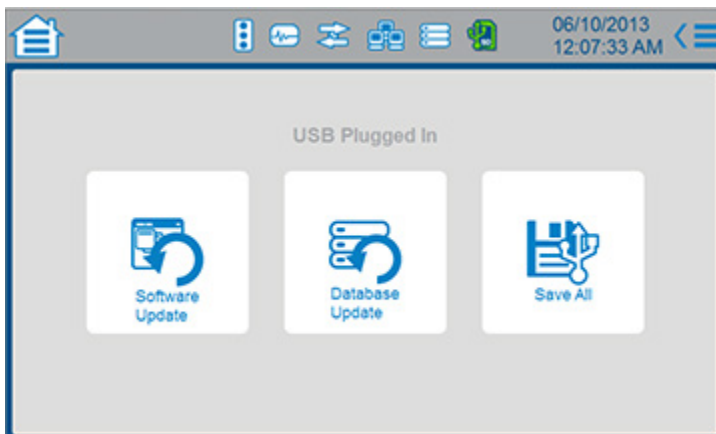 06/10/2013
12:07:33 AM
USB Plugged In
Software
Update
Database
Update
Save All